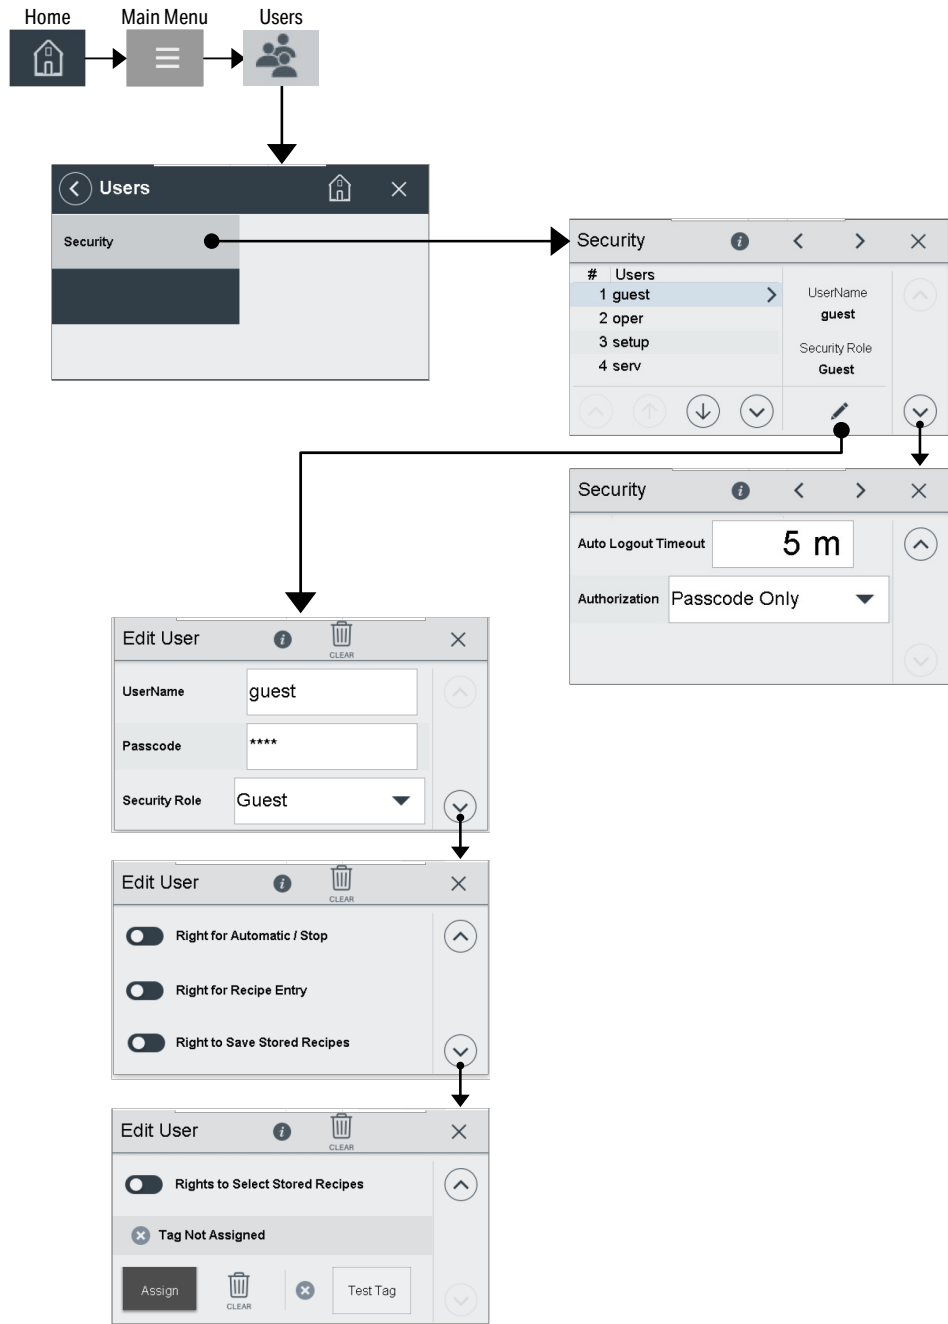 Home Main Menu Users
Users
Security
Security
# Users
1 guest
2 oper
3 setup
4 serv
UserName
guest
Security Role
Guest
Security
Auto Logout Timeout 5 m
Authorization Passcode Only
Edit User
CLEAR
UserName guest
Passcode ****
Security Role Guest
Edit User
CLEAR
Right for Automatic / Stop
Right for Recipe Entry
Right to Save Stored Recipes
Edit User
CLEAR
Rights to Select Stored Recipes
Tag Not Assigned
Assign CLEAR Test Tag